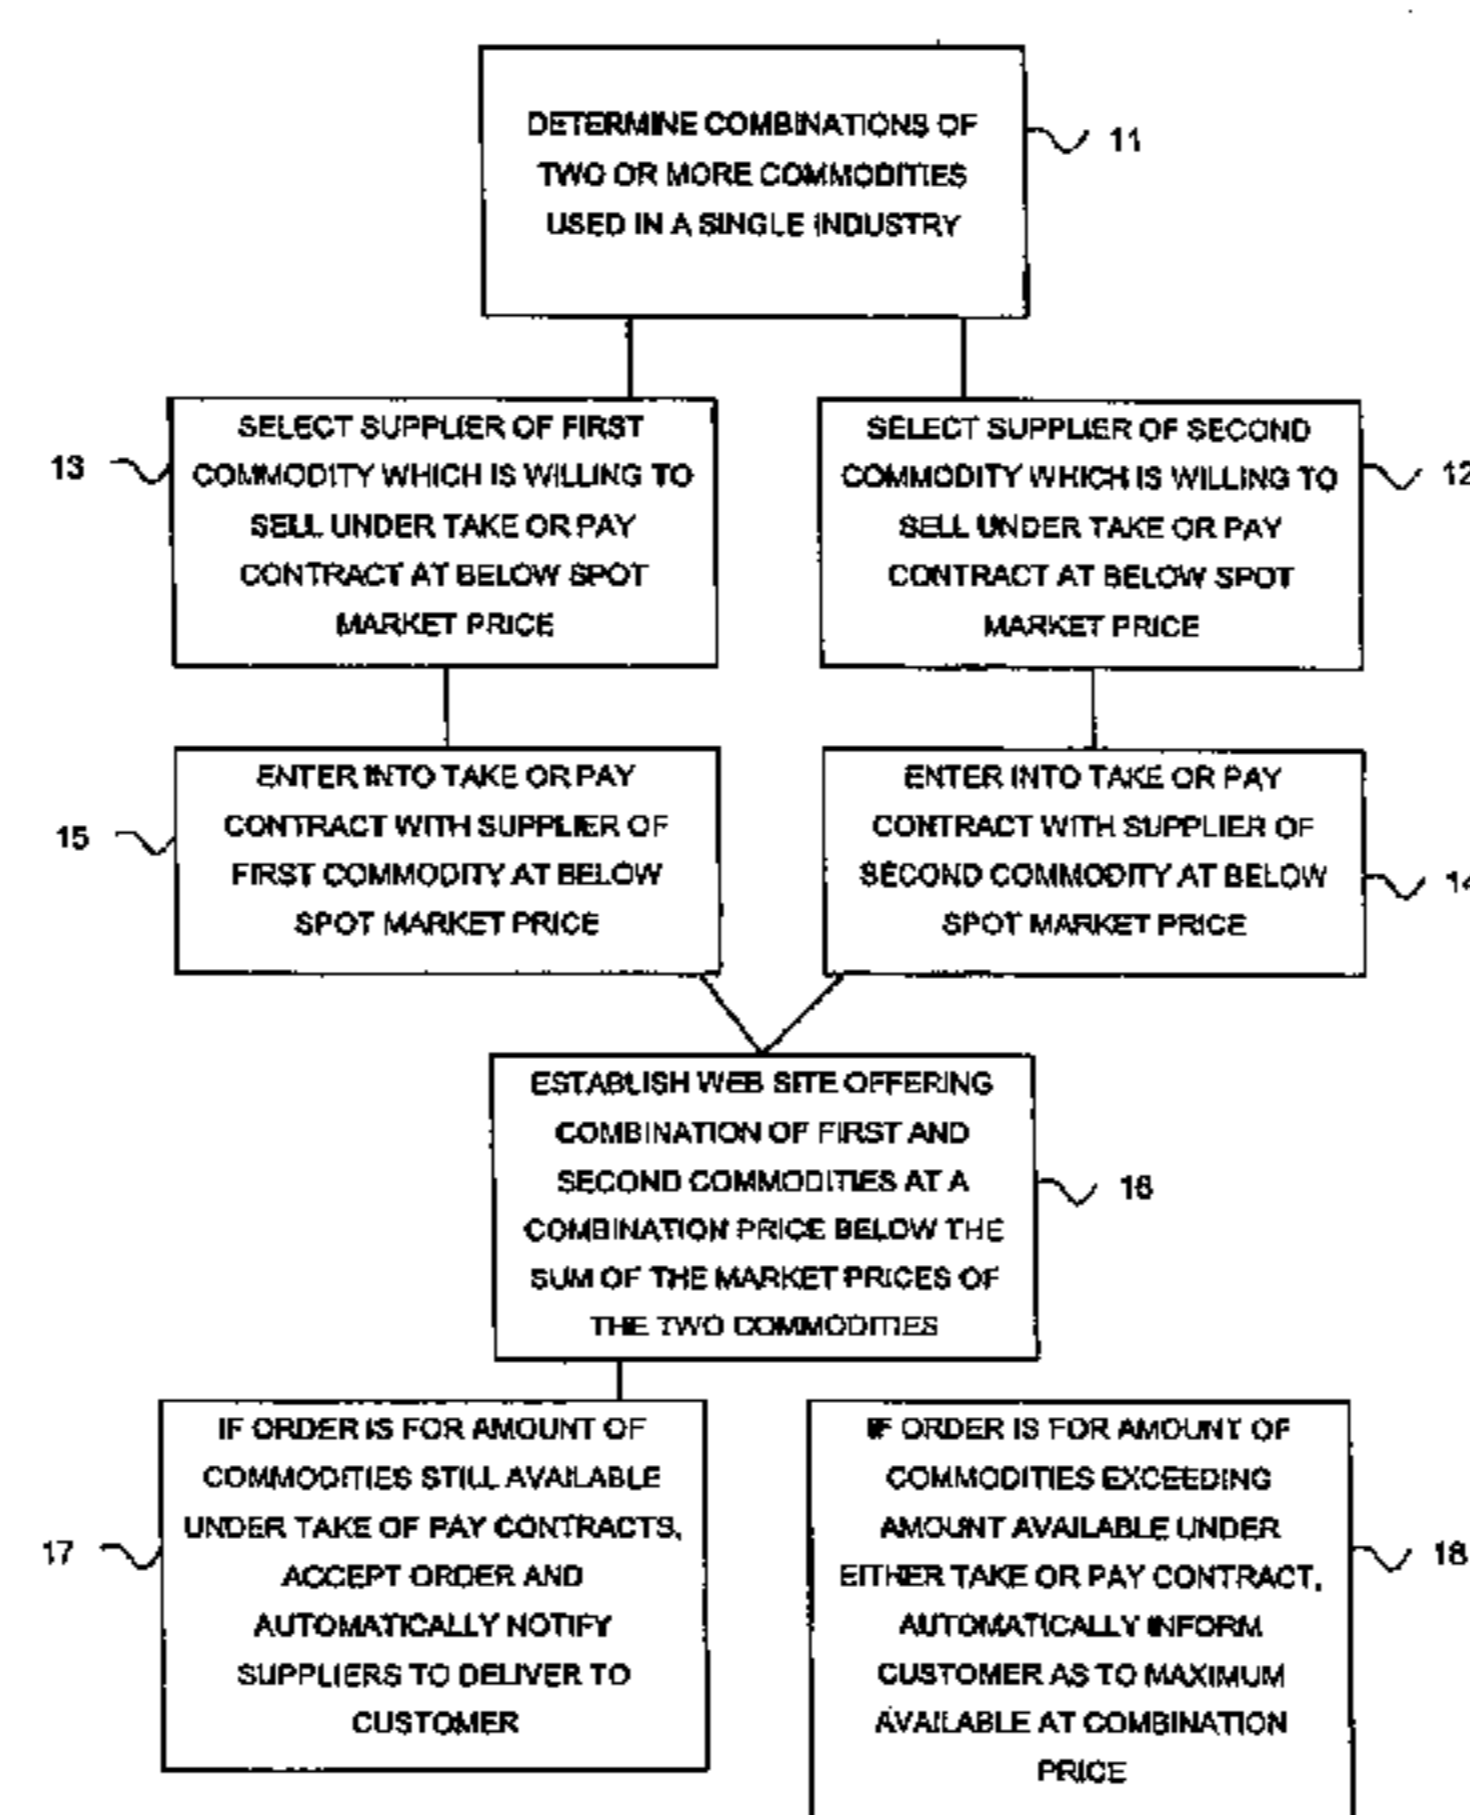 DETERMINE COMBINATIONS OF
TWO OR MORE COMMODITIES
USED IN A SINGLE INDUSTRY
11
SELECT SUPPLIER OF FIRST
COMMODITY WHICH IS WILLING TO
SELL UNDER TAKE OR PAY
CONTRACT AT BELOW SPOT
MARKET PRICE
13
SELECT SUPPLIER OF SECOND
COMMODITY WHICH IS WILLING TO
SELL UNDER TAKE OR PAY
CONTRACT AT BELOW SPOT
MARKET PRICE
12
ENTER INTO TAKE OR PAY
CONTRACT WITH SUPPLIER OF
FIRST COMMODITY AT BELOW
SPOT MARKET PRICE
15
ENTER INTO TAKE OR PAY
CONTRACT WITH SUPPLIER OF
SECOND COMMODITY AT BELOW
SPOT MARKET PRICE
14
ESTABLISH WEB SITE OFFERING
COMBINATION OF FIRST AND
SECOND COMMODITIES AT A
COMBINATION PRICE BELOW THE
SUM OF THE MARKET PRICES OF
THE TWO COMMODITIES
16
IF ORDER IS FOR AMOUNT OF
COMMODITIES STILL AVAILABLE
UNDER TAKE OF PAY CONTRACTS,
ACCEPT ORDER AND
AUTOMATICALLY NOTIFY
SUPPLIERS TO DELIVER TO
CUSTOMER
17
IF ORDER IS FOR AMOUNT OF
COMMODITIES EXCEEDING
AMOUNT AVAILABLE UNDER
EITHER TAKE OR PAY CONTRACT,
AUTOMATICALLY INFORM
CUSTOMER AS TO MAXIMUM
AVAILABLE AT COMBINATION
PRICE
18